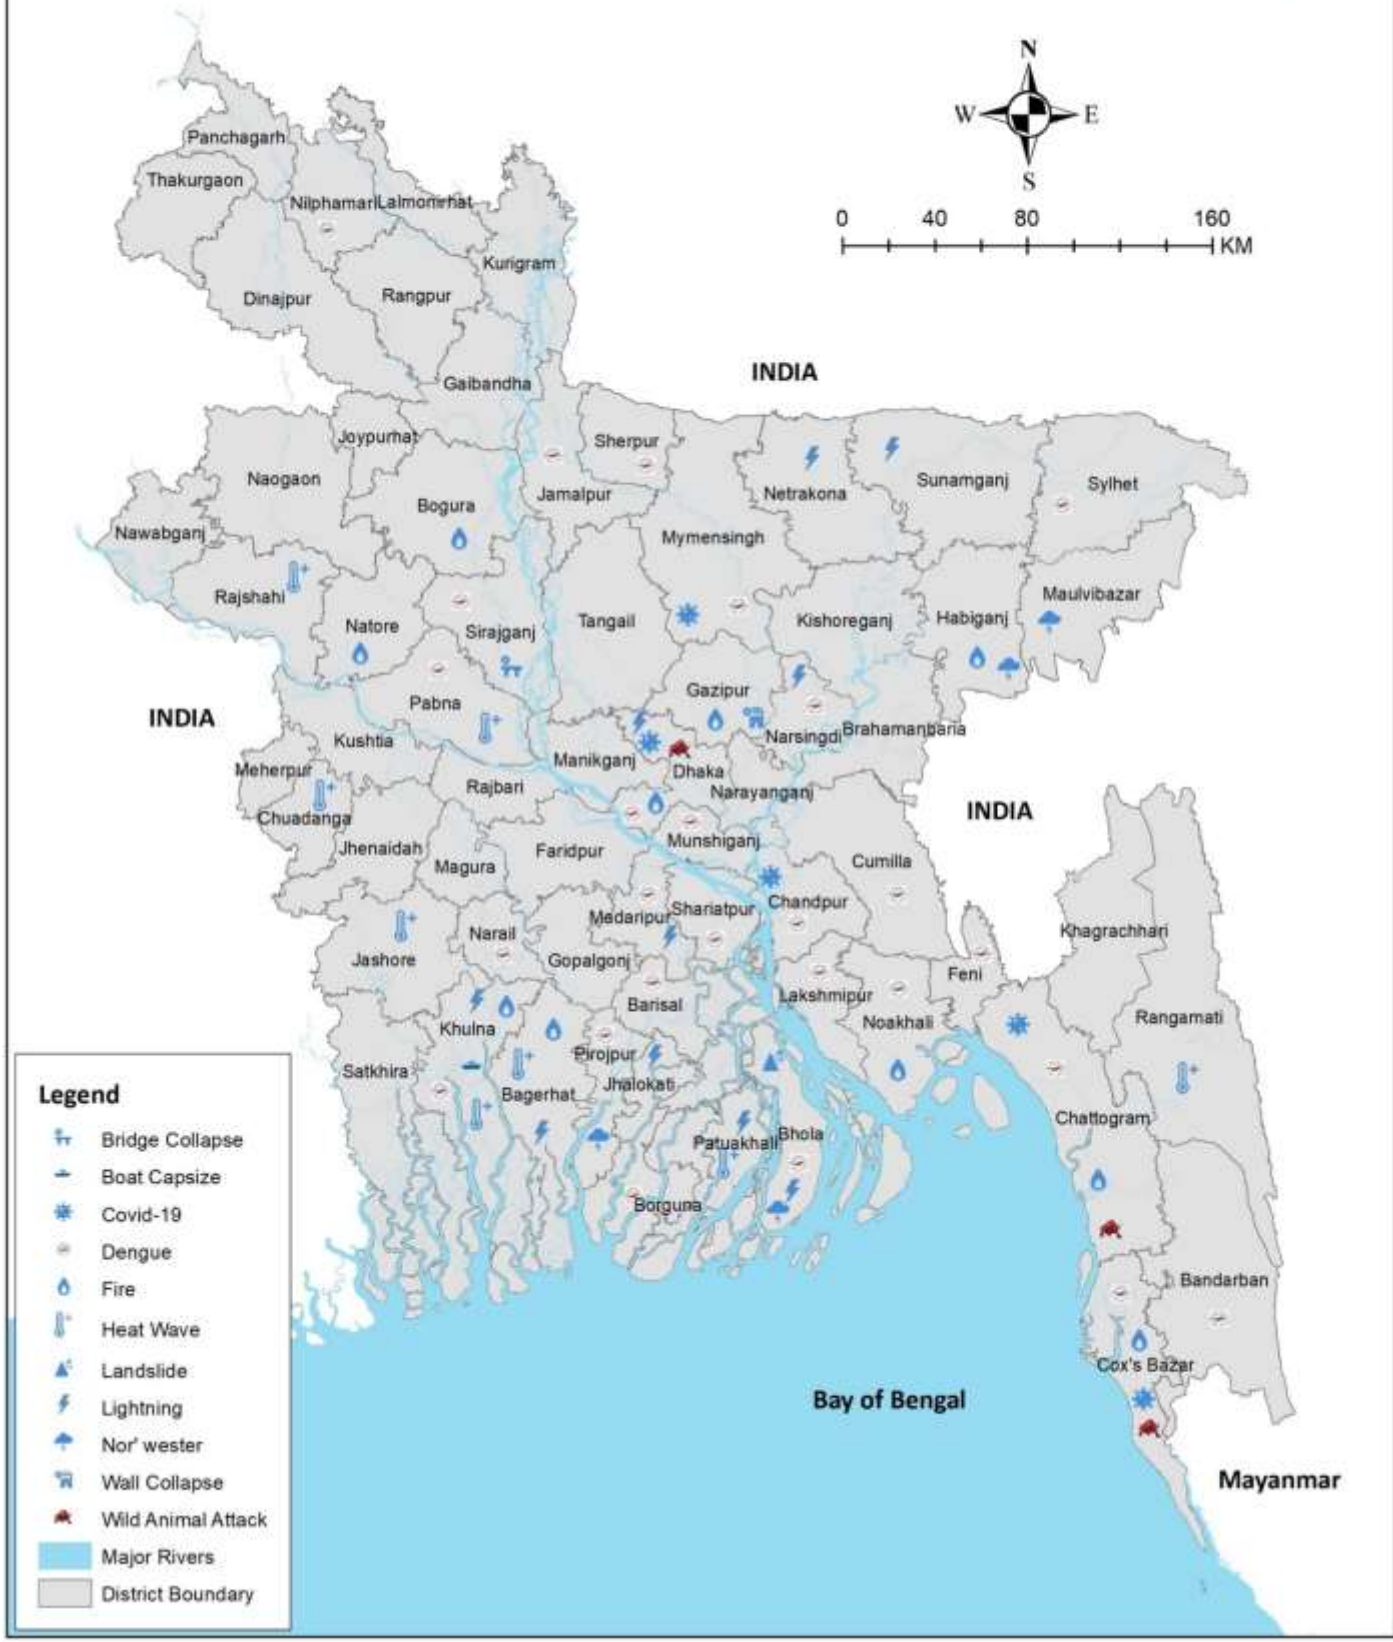 N
W E
S
0 40 80 160
KM
Panchagarh
Thakurgaon
Nilphamari
Lalmonirhat
Kurigram
Dinajpur
Rangpur
INDIA
Gaibandha
Joypurhat
Sherpur
Naogaon
Netrakona
Sunamganj
Sylhet
Jamalpur
Bogura
Nawabganj
Mymensingh
Rajshahi
Maulvibazar
Natore
Sirajganj
Tangail
Kishoreganj
Habiganj
Gazipur
Pabna
INDIA
Narsingdi
Brahamanbaria
Kushtia
Manikganj
Meherpur
Dhaka
Rajbari
Narayanganj
INDIA
Chuadanga
Munshiganj
Jhenaidah
Magura
Faridpur
Cumilla
Chandpur
Madaripur
Shariatpur
Khagrachhari
Narail
Jashore
Gopalgonj
Feni
Lakshmipur
Barisal
Noakhali
Rangamati
Khulna
Pirojpur
Satkhira
Jhalokati
Bagerhat
Chattogram
Patuakhali
Bhola
Borguna
Bandarban
Cox's Bazar
Bay of Bengal
Mayanmar
Legend
Bridge Collapse
Boat Capsize
Covid-19
Dengue
Fire
Heat Wave
Landslide
Lightning
Nor' wester
Wall Collapse
Wild Animal Attack
Major Rivers
District Boundary